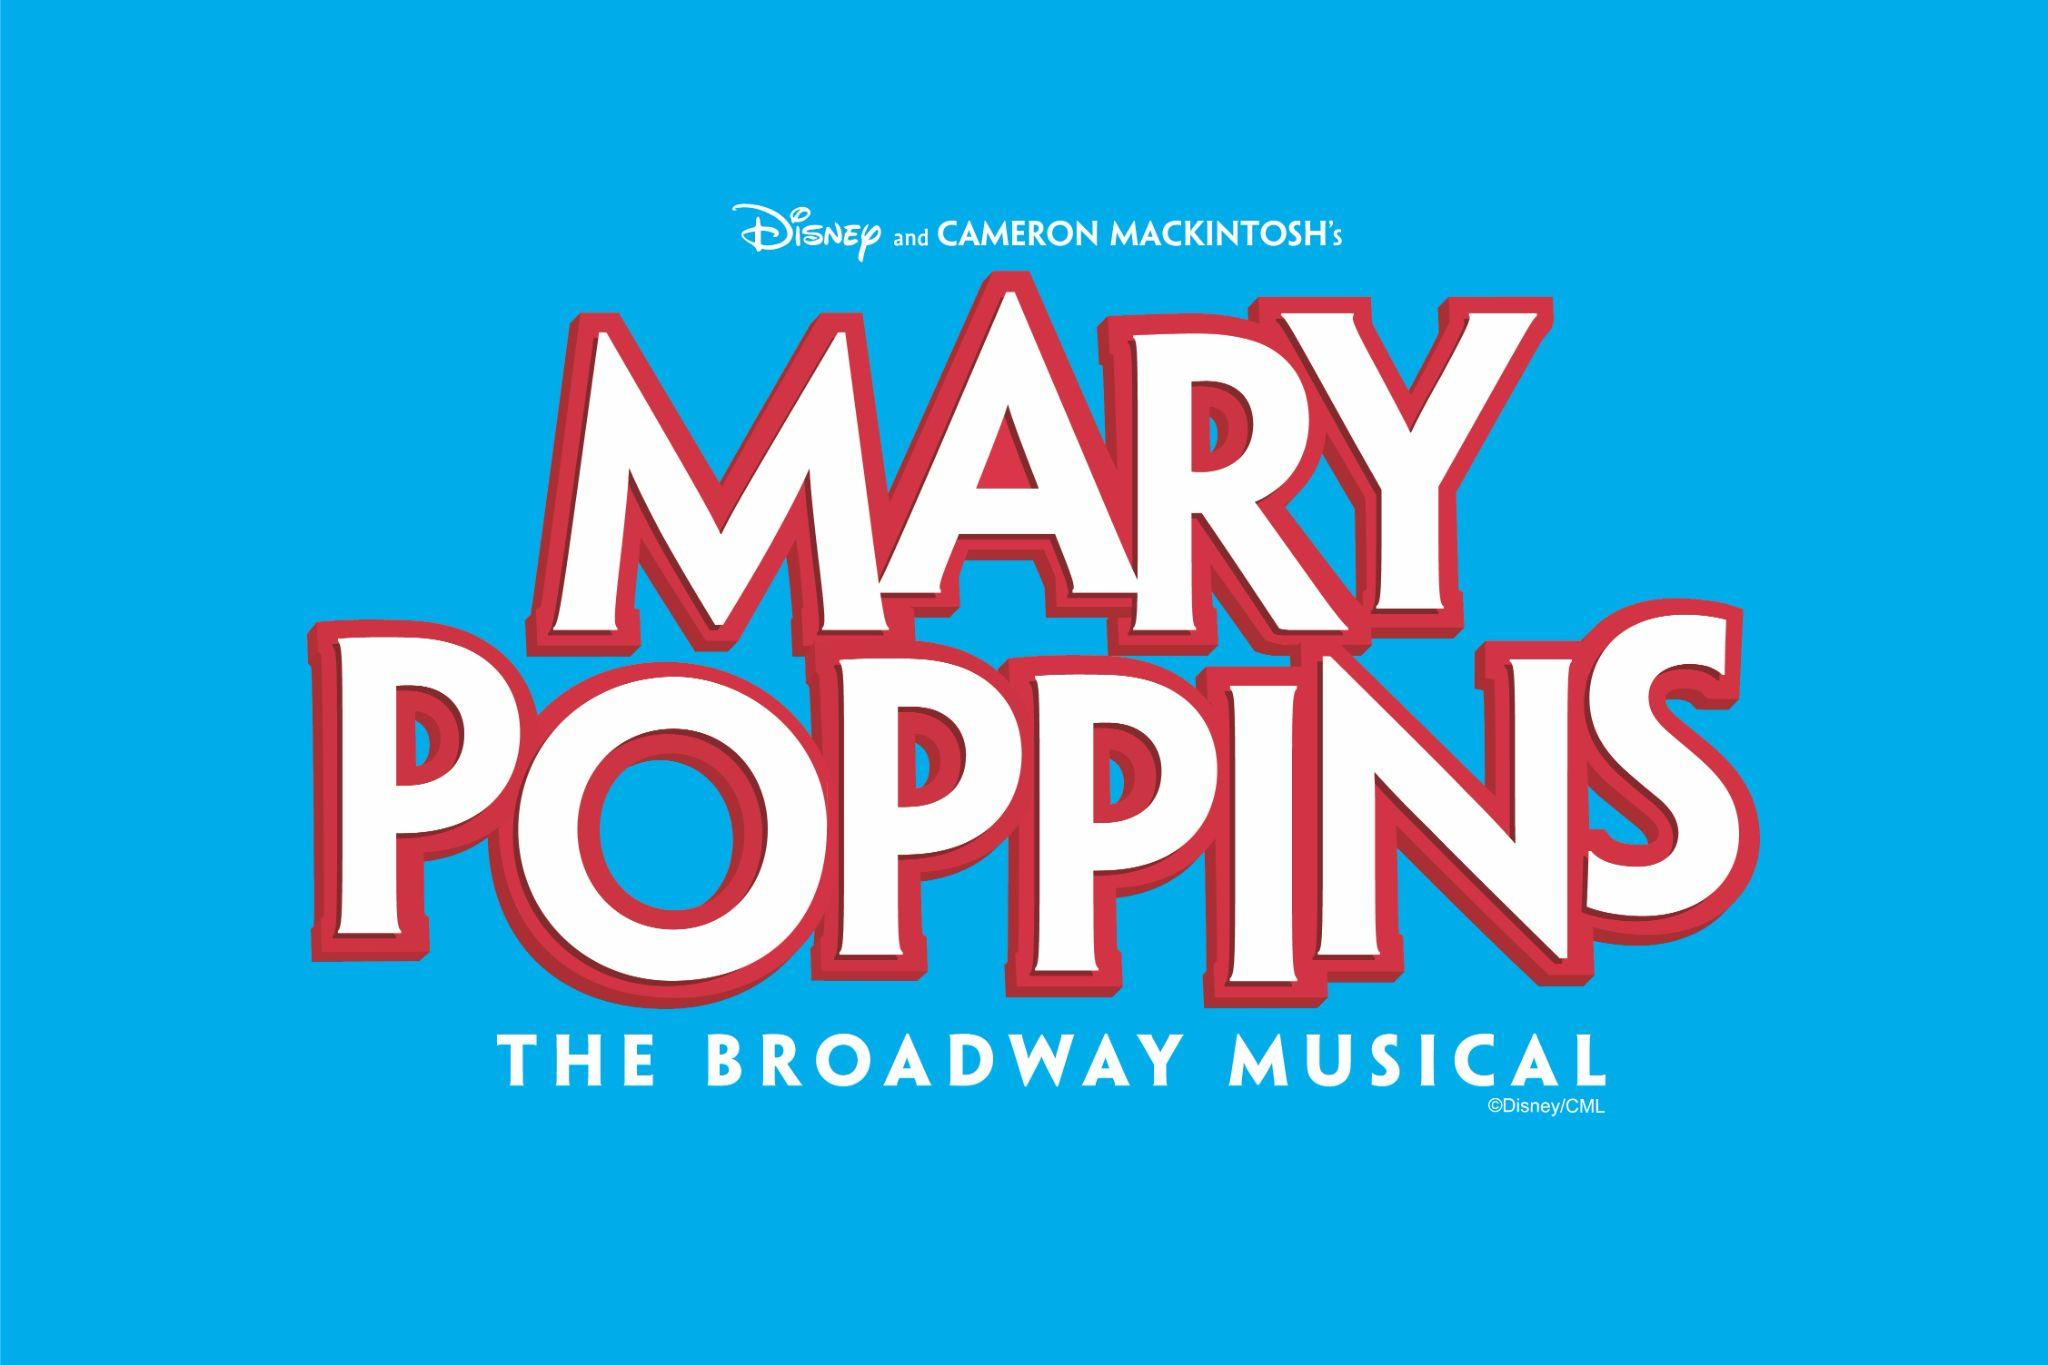 Disney and CAMERON MACKINTOSH's
MARY
POPPINS
THE BROADWAY MUSICAL
©Disney/CML